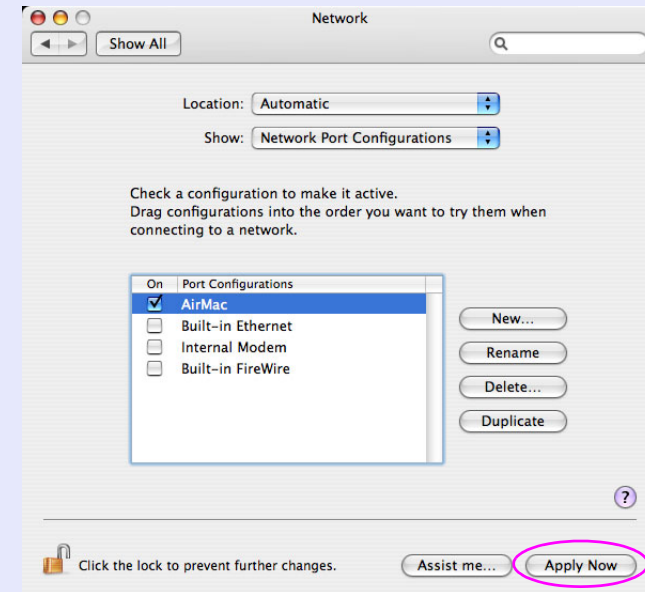 Network
Show All
Location: Automatic
Show: Network Port Configurations
Check a configuration to make it active.
Drag configurations into the order you want to try them when
connecting to a network.
On Port Configurations
AirMac
Built-in Ethernet
Internal Modem
Built-in FireWire
New...
Rename
Delete...
Duplicate
?
Click the lock to prevent further changes. Assist me... Apply Now